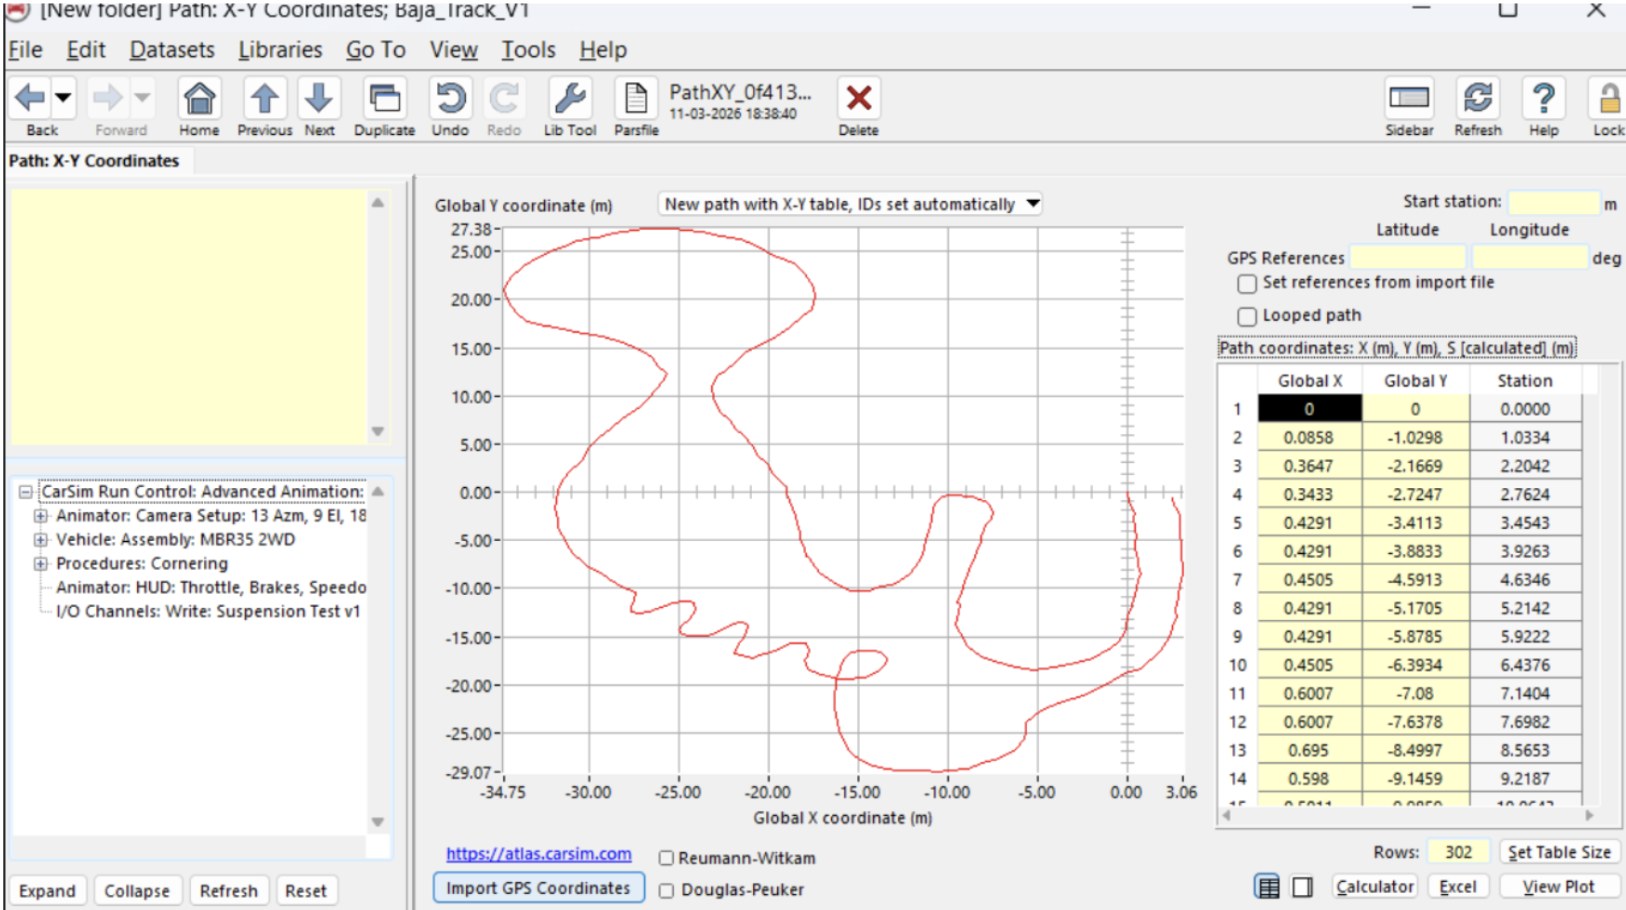 [New folder] Path: X-Y Coordinates; Baja_Track_V1
File Edit Datasets Libraries Go To View Tools Help
Back Forward Home Previous Next Duplicate Undo Redo Lib Tool Parsfile
PathXY_0f413...
11-03-2026 18:38:40
Delete Sidebar Refresh Help Lock
Path: X-Y Coordinates
CarSim Run Control: Advanced Animation:
Animator: Camera Setup: 13 Azm, 9 El, 18
Vehicle: Assembly: MBR35 2WD
Procedures: Cornering
Animator: HUD: Throttle, Brakes, Speedo
I/O Channels: Write: Suspension Test v1
Expand Collapse Refresh Reset
Global Y coordinate (m)
New path with X-Y table, IDs set automatically
27.38
25.00
20.00
15.00
10.00
5.00
0.00
-5.00
-10.00
-15.00
-20.00
-25.00
-29.07
-34.75 -30.00 -25.00 -20.00 -15.00 -10.00 -5.00 0.00 3.06
Global X coordinate (m)
https://atlas.carsim.com
Reumann-Witkam
Import GPS Coordinates
Douglas-Peuker
Start station: m
Latitude Longitude
GPS References deg
Set references from import file
Looped path
Path coordinates: X (m), Y (m), S [calculated] (m)
Global X Global Y Station
1 0 0 0.0000
2 0.0858 -1.0298 1.0334
3 0.3647 -2.1669 2.2042
4 0.3433 -2.7247 2.7624
5 0.4291 -3.4113 3.4543
6 0.4291 -3.8833 3.9263
7 0.4505 -4.5913 4.6346
8 0.4291 -5.1705 5.2142
9 0.4291 -5.8785 5.9222
10 0.4505 -6.3934 6.4376
11 0.6007 -7.08 7.1404
12 0.6007 -7.6378 7.6982
13 0.695 -8.4997 8.5653
14 0.598 -9.1459 9.2187
Rows: 302 Set Table Size
Calculator Excel View Plot